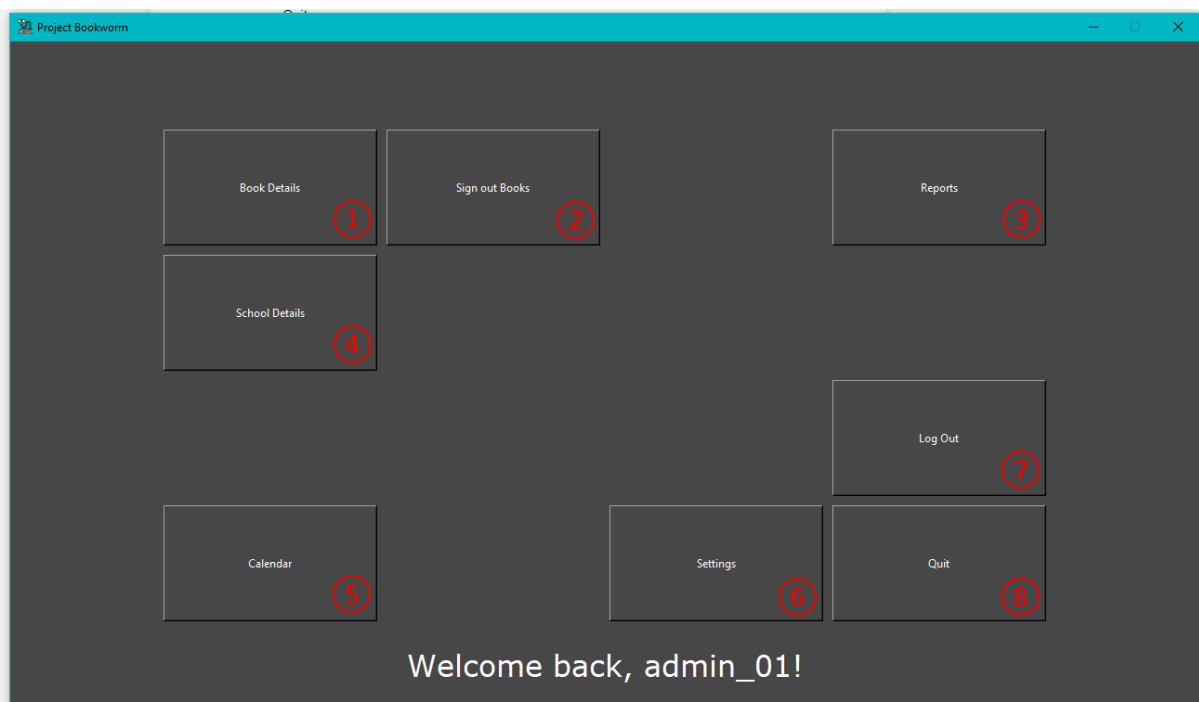 Project Bookworm
Book Details
1
Sign out Books
2
Reports
3
School Details
4
Log Out
7
Calendar
5
Settings
6
Quit
8
Welcome back, admin_01!